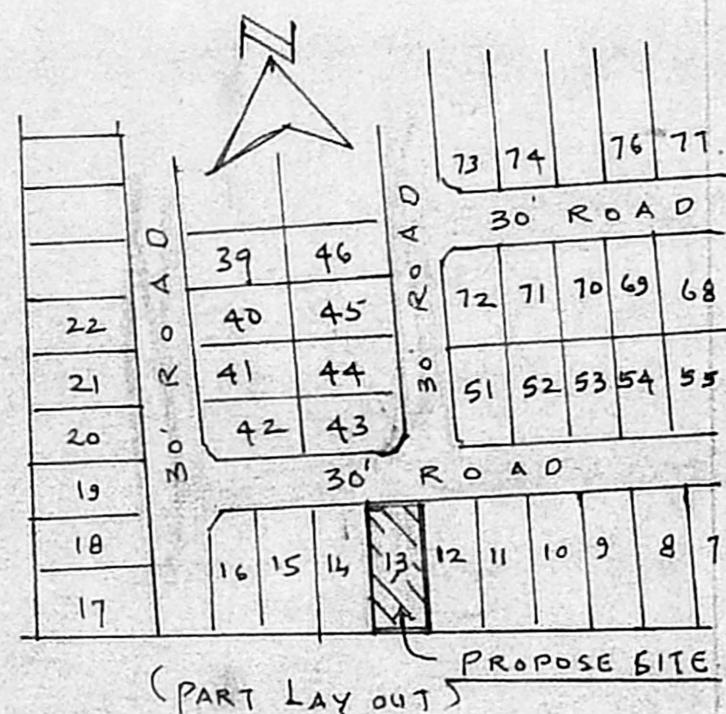 N
73 74 76 77
30' ROAD
39 46
30' ROAD
30' ROAD
72 71 70 69 68
22 40 45
21 41 44
51 52 53 54 55
20 42 43
19
30' ROAD
18
16 15 14 13 12 11 10 9 8 7
17
PROPOSE SITE
(PART LAY OUT)